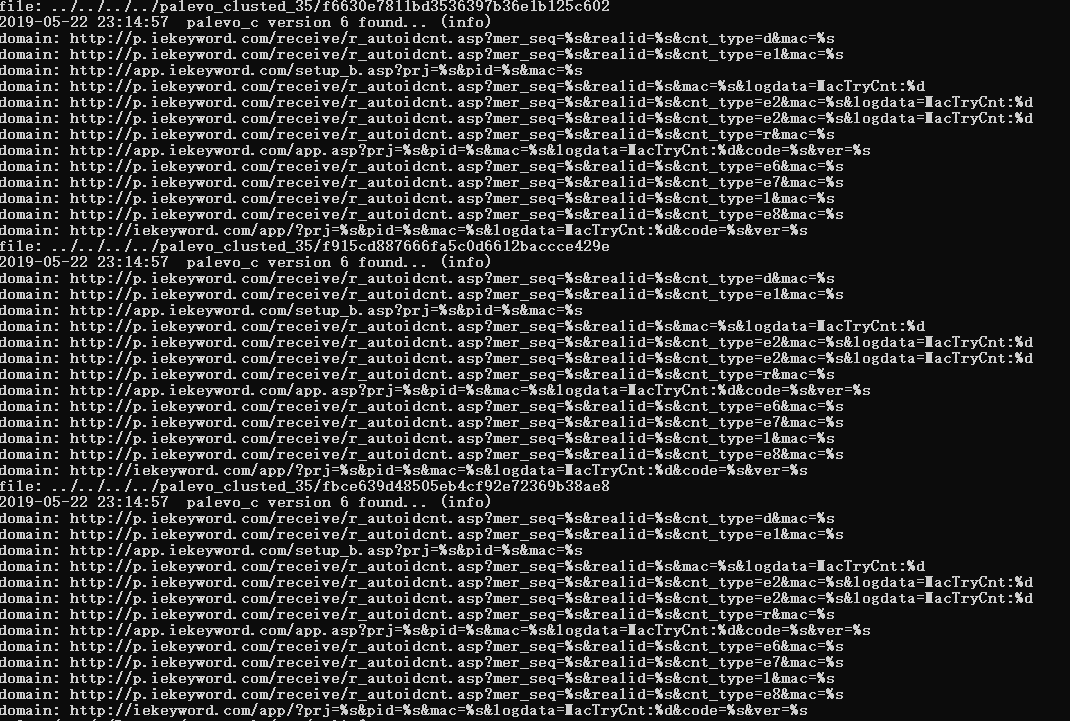 file: ../../../../palevo_clusted_35/f6630e7811bd3536397b36e1b125c602
2019-05-22 23:14:57  palevo_c version 6 found... (info)
domain: http://p.iekeyword.com/receive/r_autoidcnt.asp?mer_seq=%s&realid=%s&cnt_type=d&mac=%s
domain: http://p.iekeyword.com/receive/r_autoidcnt.asp?mer_seq=%s&realid=%s&cnt_type=e1&mac=%s
domain: http://app.iekeyword.com/setup_b.asp?prj=%s&pid=%s&mac=%s
domain: http://p.iekeyword.com/receive/r_autoidcnt.asp?mer_seq=%s&realid=%s&mac=%s&logdata=MacTryCnt:%d
domain: http://p.iekeyword.com/receive/r_autoidcnt.asp?mer_seq=%s&realid=%s&cnt_type=e2&mac=%s&logdata=MacTryCnt:%d
domain: http://p.iekeyword.com/receive/r_autoidcnt.asp?mer_seq=%s&realid=%s&cnt_type=e2&mac=%s&logdata=MacTryCnt:%d
domain: http://p.iekeyword.com/receive/r_autoidcnt.asp?mer_seq=%s&realid=%s&cnt_type=r&mac=%s
domain: http://app.iekeyword.com/app.asp?prj=%s&pid=%s&mac=%s&logdata=MacTryCnt:%d&code=%s&ver=%s
domain: http://p.iekeyword.com/receive/r_autoidcnt.asp?mer_seq=%s&realid=%s&cnt_type=e6&mac=%s
domain: http://p.iekeyword.com/receive/r_autoidcnt.asp?mer_seq=%s&realid=%s&cnt_type=e7&mac=%s
domain: http://p.iekeyword.com/receive/r_autoidcnt.asp?mer_seq=%s&realid=%s&cnt_type=l&mac=%s
domain: http://p.iekeyword.com/receive/r_autoidcnt.asp?mer_seq=%s&realid=%s&cnt_type=e8&mac=%s
domain: http://iekeyword.com/app/?prj=%s&pid=%s&mac=%s&logdata=MacTryCnt:%d&code=%s&ver=%s
file: ../../../../palevo_clusted_35/f915cd887666fa5c0d6612baccce429e
2019-05-22 23:14:57  palevo_c version 6 found... (info)
domain: http://p.iekeyword.com/receive/r_autoidcnt.asp?mer_seq=%s&realid=%s&cnt_type=d&mac=%s
domain: http://p.iekeyword.com/receive/r_autoidcnt.asp?mer_seq=%s&realid=%s&cnt_type=e1&mac=%s
domain: http://app.iekeyword.com/setup_b.asp?prj=%s&pid=%s&mac=%s
domain: http://p.iekeyword.com/receive/r_autoidcnt.asp?mer_seq=%s&realid=%s&mac=%s&logdata=MacTryCnt:%d
domain: http://p.iekeyword.com/receive/r_autoidcnt.asp?mer_seq=%s&realid=%s&cnt_type=e2&mac=%s&logdata=MacTryCnt:%d
domain: http://p.iekeyword.com/receive/r_autoidcnt.asp?mer_seq=%s&realid=%s&cnt_type=e2&mac=%s&logdata=MacTryCnt:%d
domain: http://p.iekeyword.com/receive/r_autoidcnt.asp?mer_seq=%s&realid=%s&cnt_type=r&mac=%s
domain: http://app.iekeyword.com/app.asp?prj=%s&pid=%s&mac=%s&logdata=MacTryCnt:%d&code=%s&ver=%s
domain: http://p.iekeyword.com/receive/r_autoidcnt.asp?mer_seq=%s&realid=%s&cnt_type=e6&mac=%s
domain: http://p.iekeyword.com/receive/r_autoidcnt.asp?mer_seq=%s&realid=%s&cnt_type=e7&mac=%s
domain: http://p.iekeyword.com/receive/r_autoidcnt.asp?mer_seq=%s&realid=%s&cnt_type=l&mac=%s
domain: http://p.iekeyword.com/receive/r_autoidcnt.asp?mer_seq=%s&realid=%s&cnt_type=e8&mac=%s
domain: http://iekeyword.com/app/?prj=%s&pid=%s&mac=%s&logdata=MacTryCnt:%d&code=%s&ver=%s
file: ../../../../palevo_clusted_35/fbce639d48505eb4cf92e72369b38ae8
2019-05-22 23:14:57  palevo_c version 6 found... (info)
domain: http://p.iekeyword.com/receive/r_autoidcnt.asp?mer_seq=%s&realid=%s&cnt_type=d&mac=%s
domain: http://p.iekeyword.com/receive/r_autoidcnt.asp?mer_seq=%s&realid=%s&cnt_type=e1&mac=%s
domain: http://app.iekeyword.com/setup_b.asp?prj=%s&pid=%s&mac=%s
domain: http://p.iekeyword.com/receive/r_autoidcnt.asp?mer_seq=%s&realid=%s&mac=%s&logdata=MacTryCnt:%d
domain: http://p.iekeyword.com/receive/r_autoidcnt.asp?mer_seq=%s&realid=%s&cnt_type=e2&mac=%s&logdata=MacTryCnt:%d
domain: http://p.iekeyword.com/receive/r_autoidcnt.asp?mer_seq=%s&realid=%s&cnt_type=e2&mac=%s&logdata=MacTryCnt:%d
domain: http://p.iekeyword.com/receive/r_autoidcnt.asp?mer_seq=%s&realid=%s&cnt_type=r&mac=%s
domain: http://app.iekeyword.com/app.asp?prj=%s&pid=%s&mac=%s&logdata=MacTryCnt:%d&code=%s&ver=%s
domain: http://p.iekeyword.com/receive/r_autoidcnt.asp?mer_seq=%s&realid=%s&cnt_type=e6&mac=%s
domain: http://p.iekeyword.com/receive/r_autoidcnt.asp?mer_seq=%s&realid=%s&cnt_type=e7&mac=%s
domain: http://p.iekeyword.com/receive/r_autoidcnt.asp?mer_seq=%s&realid=%s&cnt_type=l&mac=%s
domain: http://p.iekeyword.com/receive/r_autoidcnt.asp?mer_seq=%s&realid=%s&cnt_type=e8&mac=%s
domain: http://iekeyword.com/app/?prj=%s&pid=%s&mac=%s&logdata=MacTryCnt:%d&code=%s&ver=%s